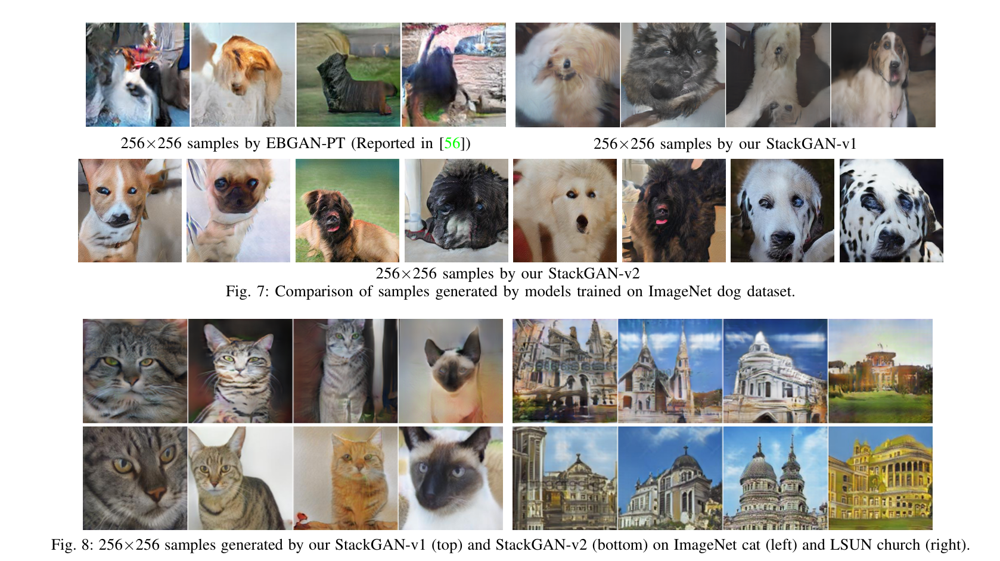 256×256 samples by EBGAN-PT (Reported in [56])
256×256 samples by our StackGAN-v1
256×256 samples by our StackGAN-v2
Fig. 7: Comparison of samples generated by models trained on ImageNet dog dataset.
Fig. 8: 256×256 samples generated by our StackGAN-v1 (top) and StackGAN-v2 (bottom) on ImageNet cat (left) and LSUN church (right).